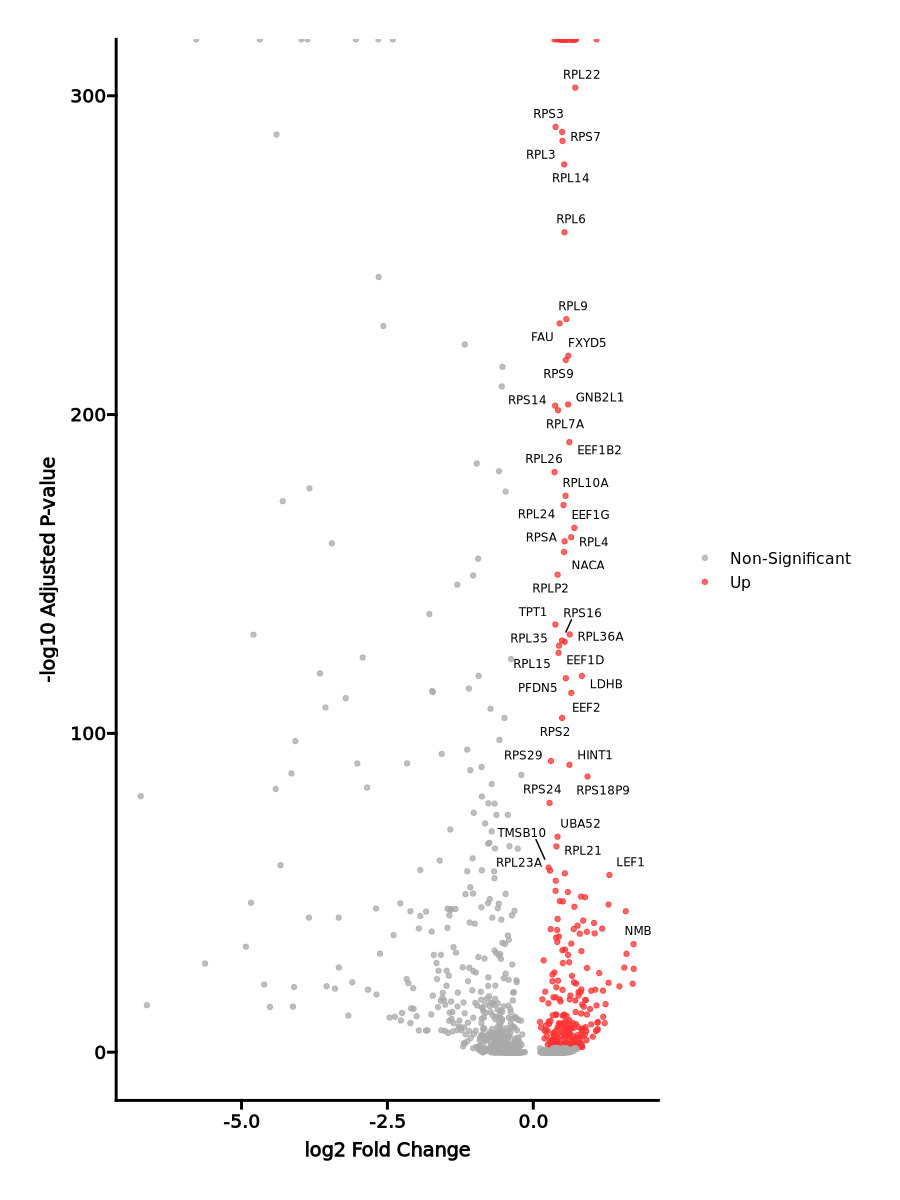 300
200
100
0
-log10 Adjusted P-value
RPL22
RPS3
RPS7
RPL3
RPL14
RPL6
RPL9
FAU
FXYD5
RPS9
GNB2L1
RPS14
RPL7A
EEF1B2
RPL26
RPL10A
RPL24
EEF1G
RPSA
RPL4
NACA
RPLP2
TPT1
RPS16
RPL35
RPL36A
RPL15
EEF1D
PFDN5
LDHB
EEF2
RPS2
RPS29
HINT1
RPS24
RPS18P9
UBA52
TMSB10
RPL21
RPL23A
LEF1
NMB
Non-Significant
Up
-5.0
-2.5
0.0
log2 Fold Change